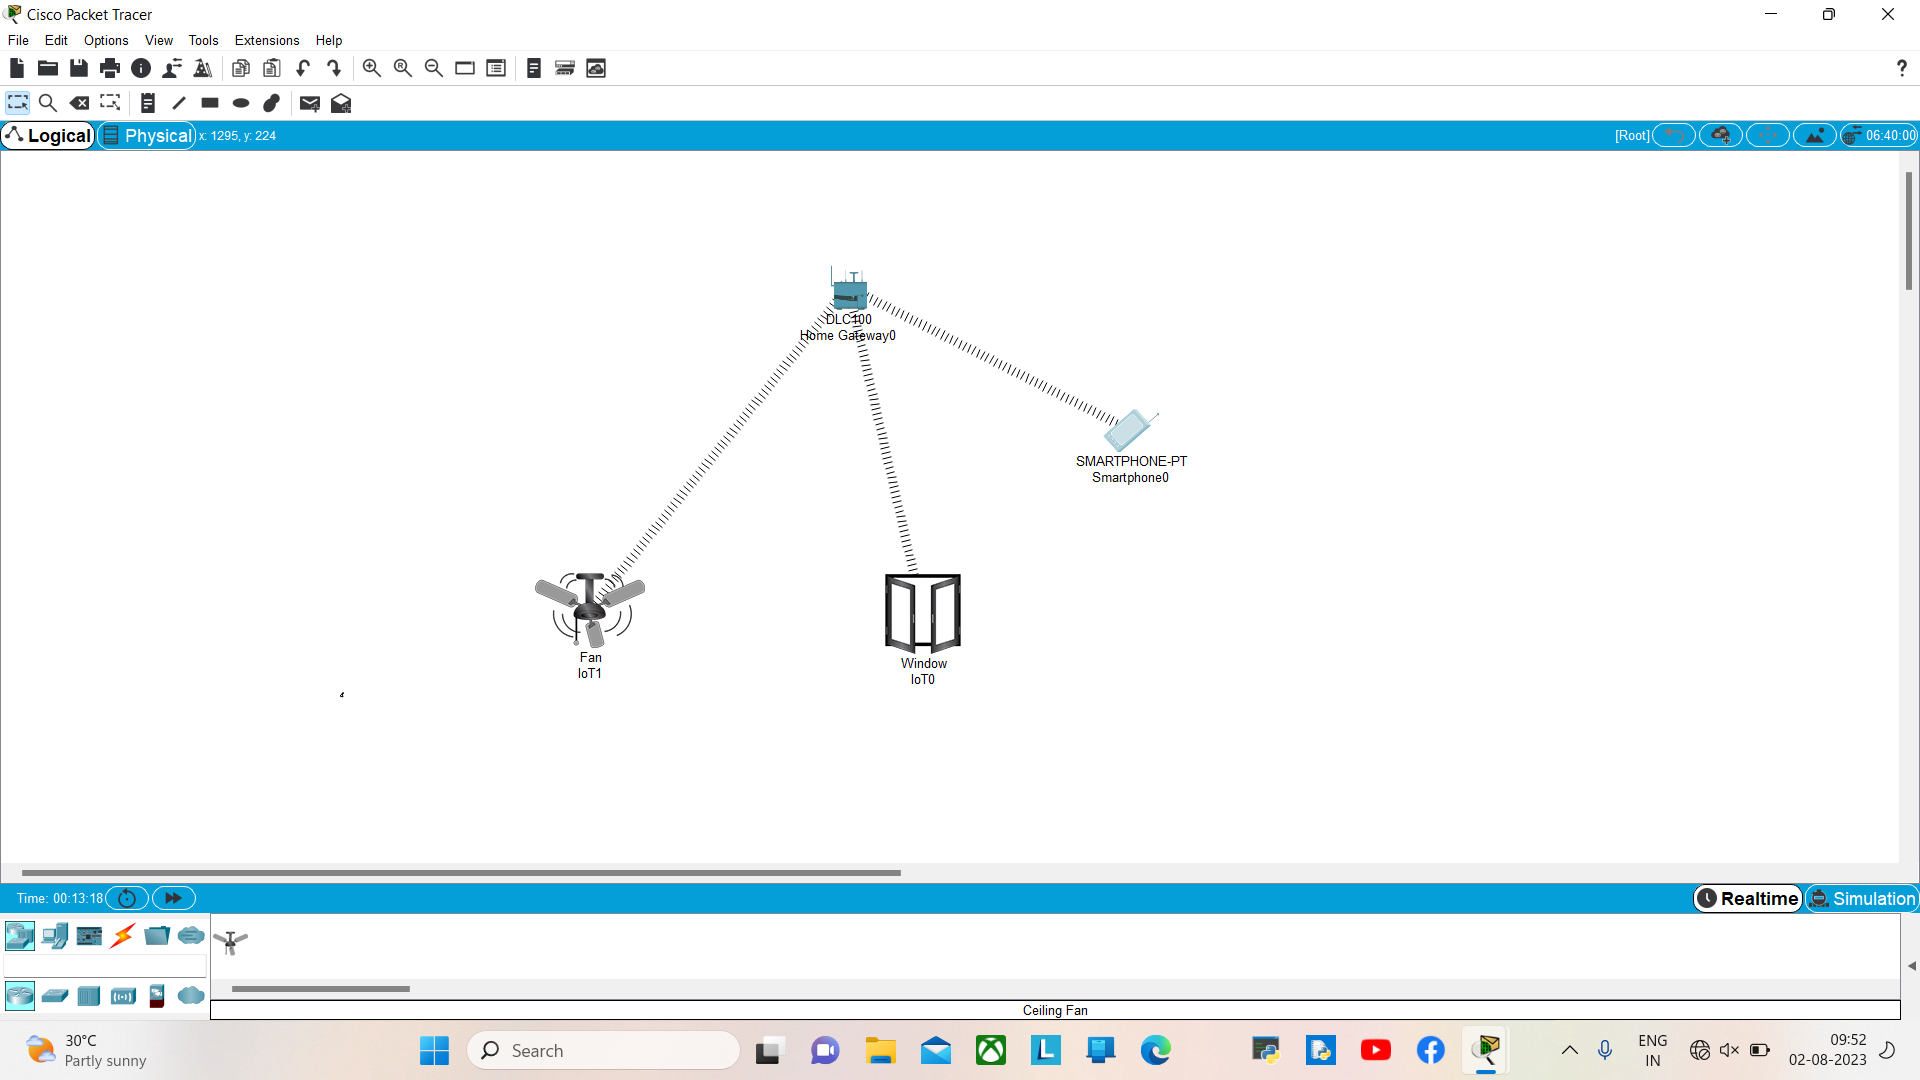 Cisco Packet Tracer
File Edit Options View Tools Extensions Help
?
Logical Physical x: 1295, y: 224 [Root] 06:40:00
DLC100
Home Gateway0
SMARTPHONE-PT
Smartphone0
Fan
IoT1
Window
IoT0
Time: 00:13:18 Realtime Simulation
Ceiling Fan
30°C
Partly sunny
Search
L
ENG
IN
09:52
02-08-2023